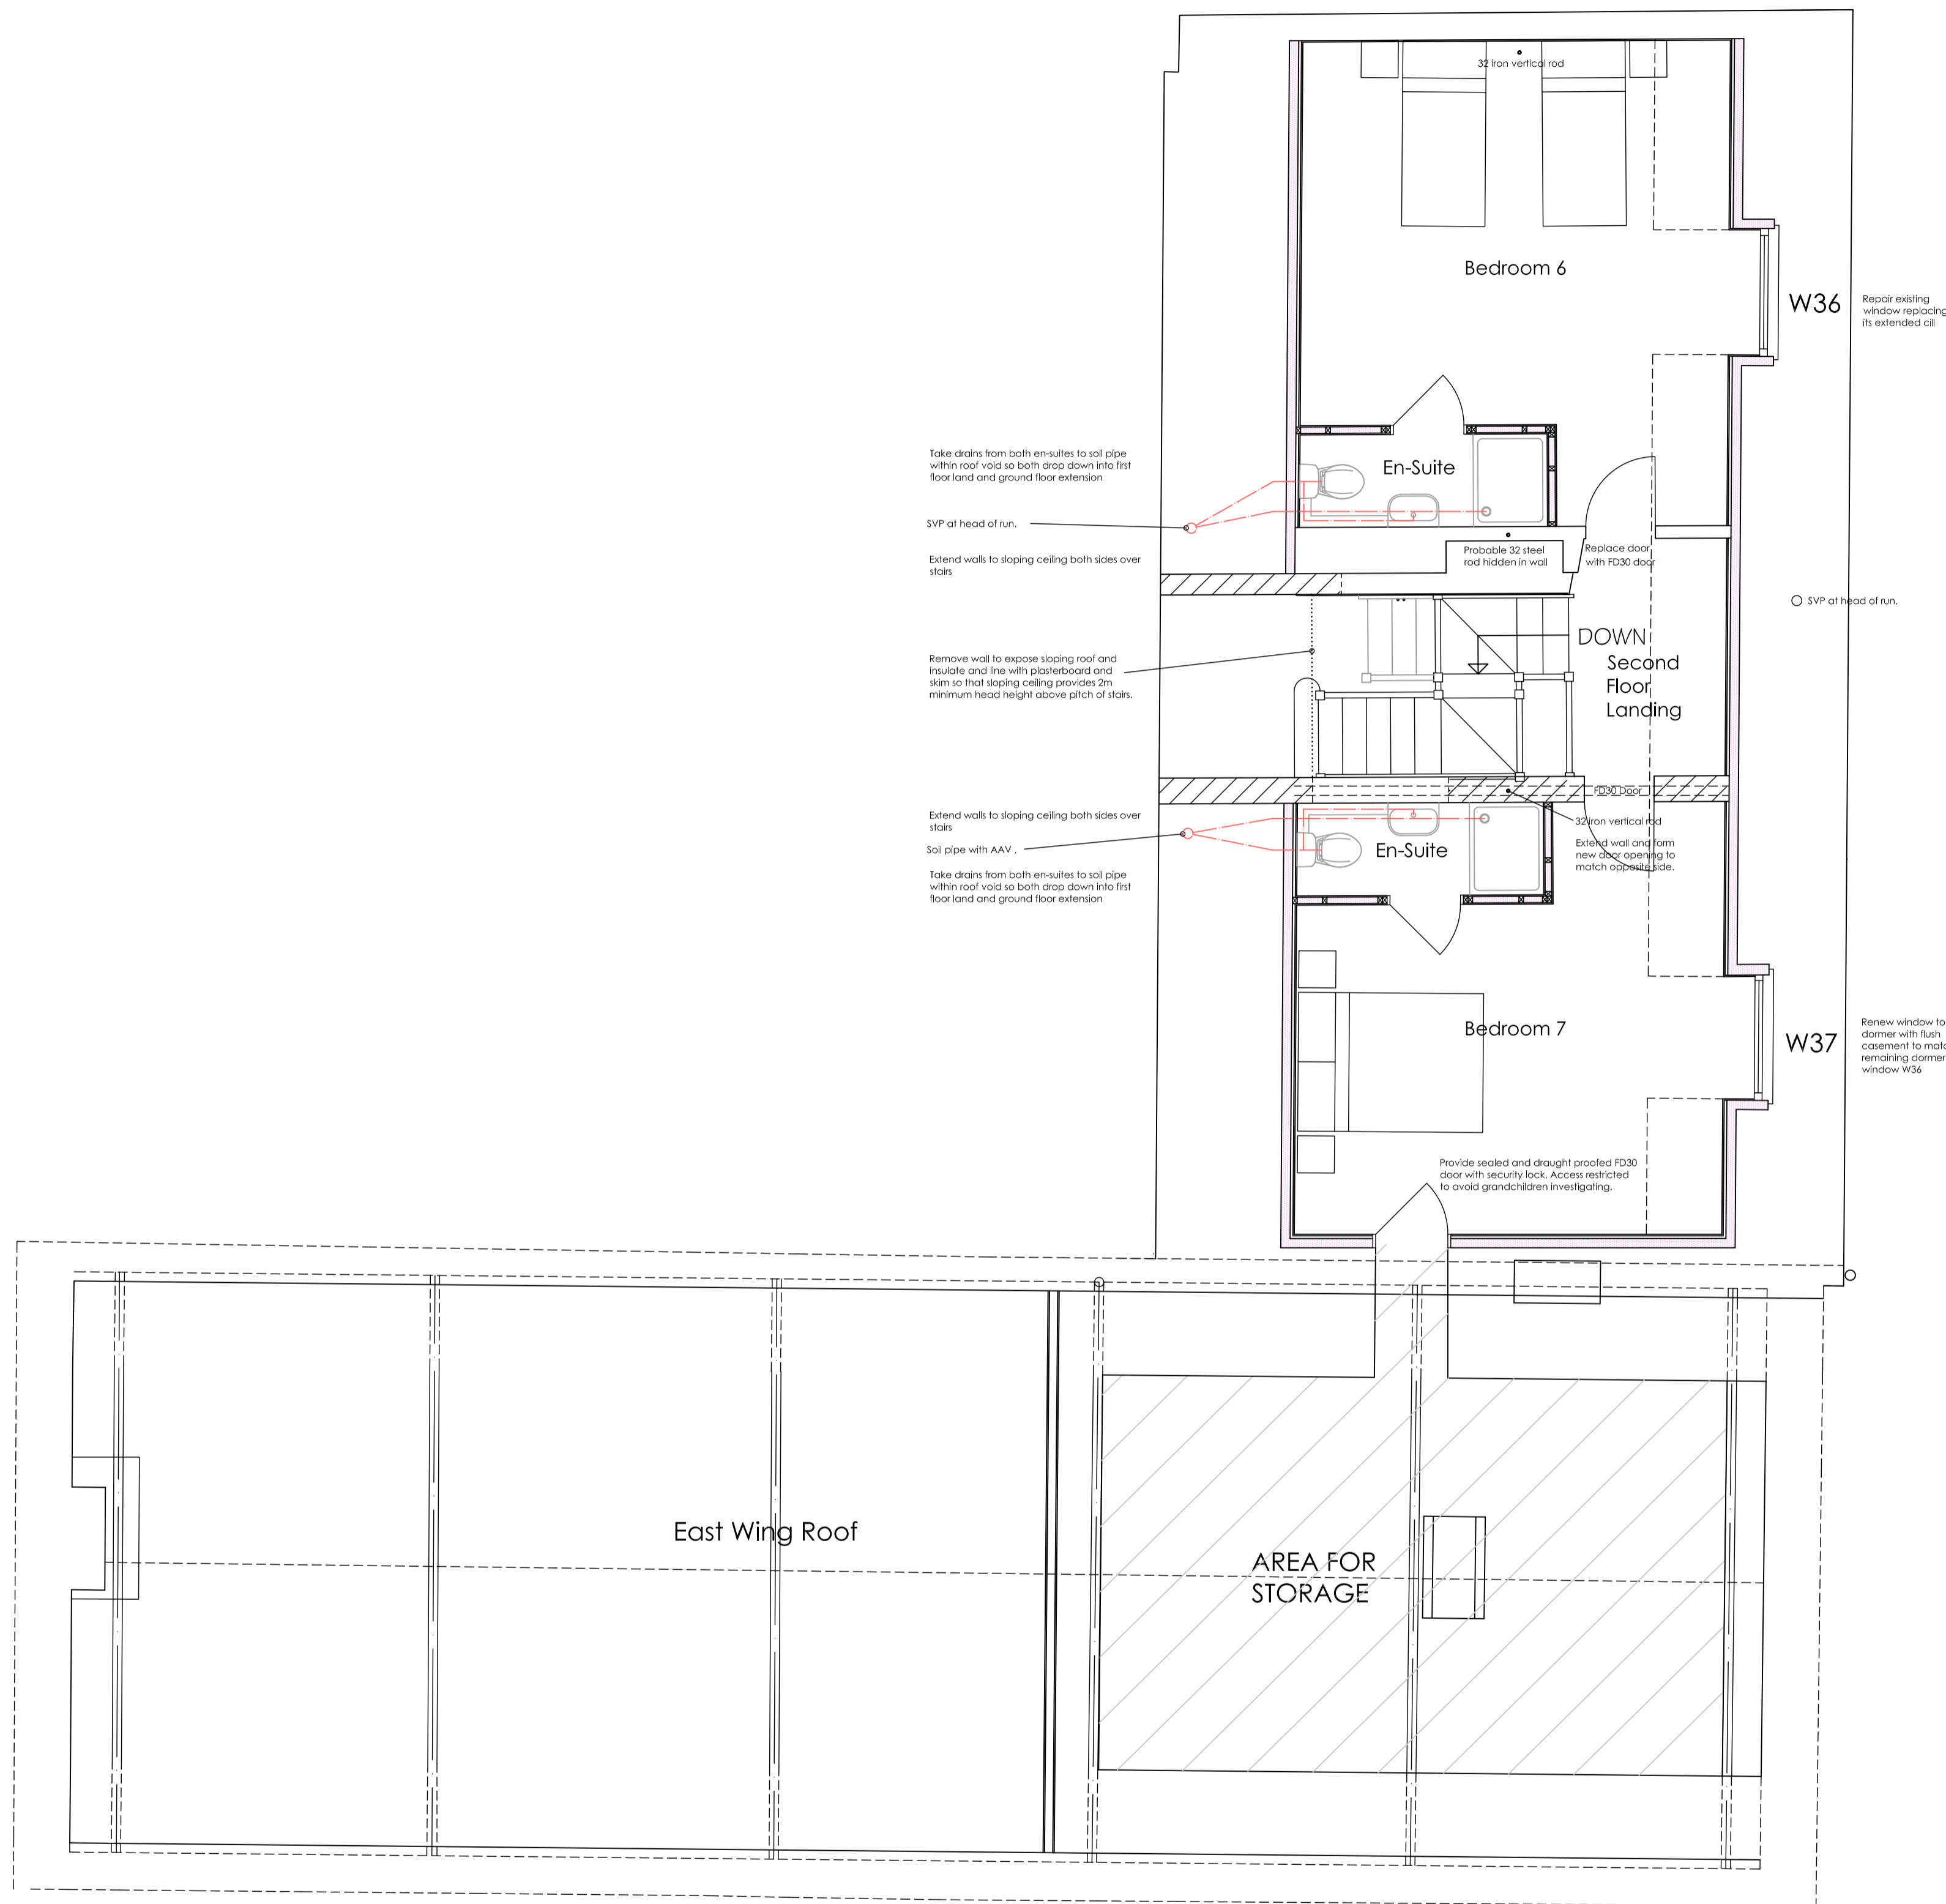 32 iron vertical rod
Bedroom 6
W36
Repair existing
window replacing
its extended cill
Take drains from both en-suites to soil pipe
within roof void so both drop down into first
floor land and ground floor extension
En-Suite
SVP at head of run.
Extend walls to sloping ceiling both sides over
stairs
Probable 32 steel
rod hidden in wall
Replace door
with FD30 door
SVP at head of run.
DOWN
Second
Floor
Landing
Remove wall to expose sloping roof and
insulate and line with plasterboard and
skim so that sloping ceiling provides 2m
minimum head height above pitch of stairs.
FD30 Door
Extend walls to sloping ceiling both sides over
stairs
32 iron vertical rod
Soil pipe with AAV .
En-Suite
Extend wall and form
new door opening to
match opposite side.
Take drains from both en-suites to soil pipe
within roof void so both drop down into first
floor land and ground floor extension
Bedroom 7
W37
Renew window to
dormer with flush
casement to matc
remaining dormer
window W36
Provide sealed and draught proofed FD30
door with security lock. Access restricted
to avoid grandchildren investigating.
East Wing Roof
AREA FOR
STORAGE